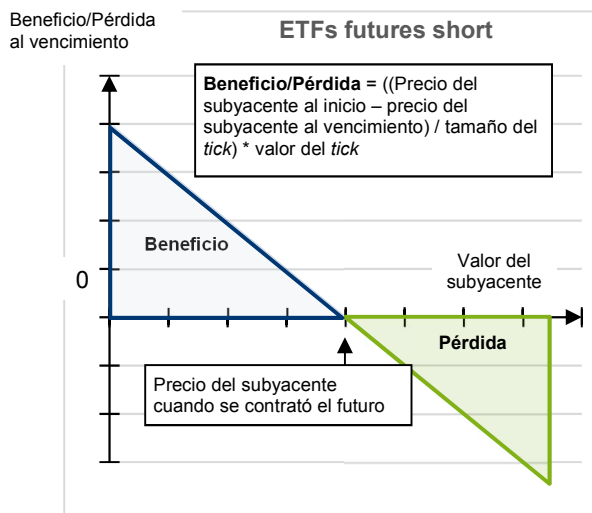 Beneficio/Pérdida
al vencimiento
ETFs futures short
Beneficio/Pérdida = ((Precio del
subyacente al inicio – precio del
subyacente al vencimiento) / tamaño del
tick) * valor del tick
Beneficio
0
Valor del
subyacente
Pérdida
Precio del subyacente
cuando se contrató el futuro